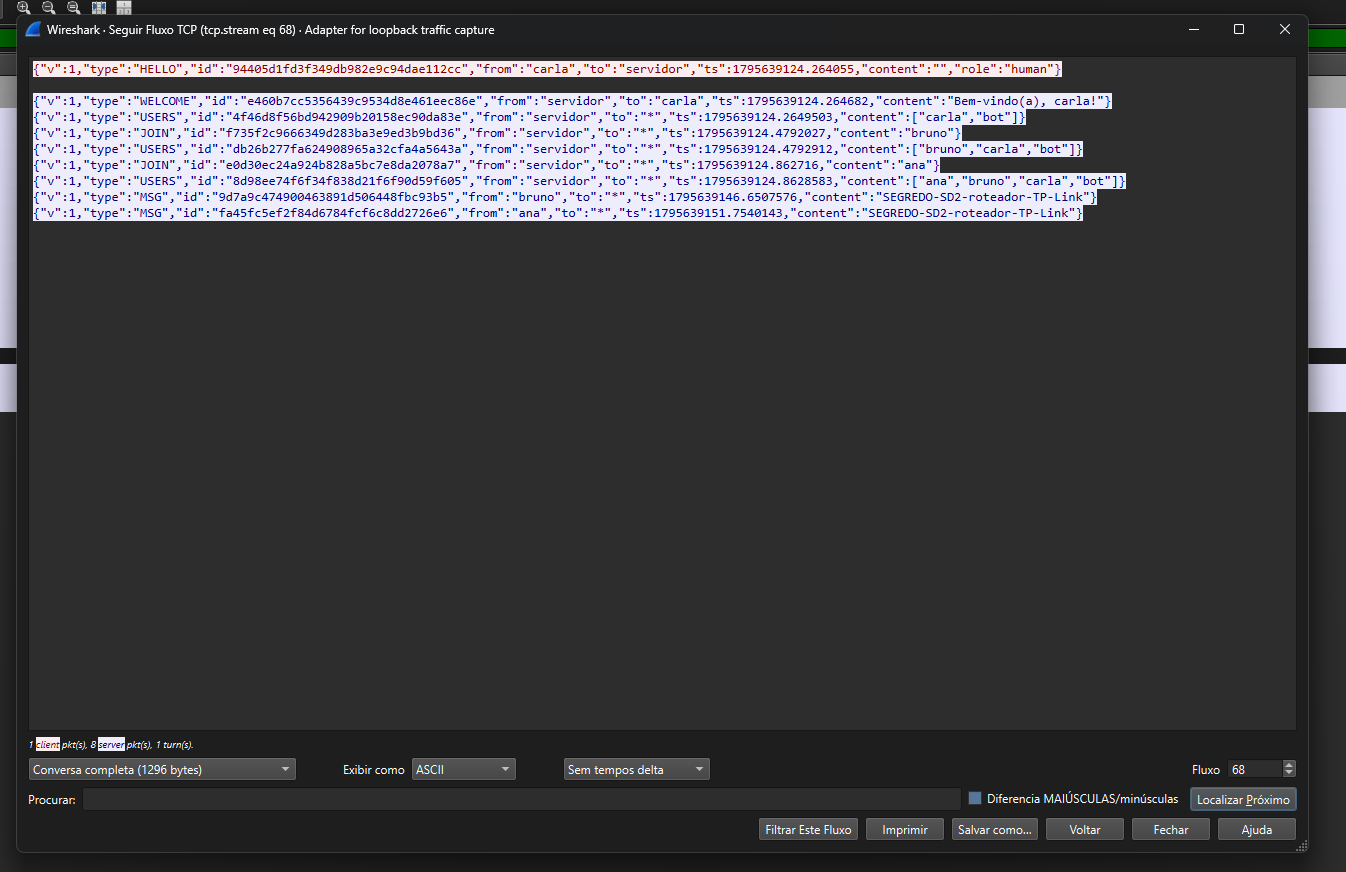 Wireshark · Seguir Fluxo TCP (tcp.stream eq 68) · Adapter for loopback traffic capture
{"v":1,"type":"HELLO","id":"94405d1fd3f349db982e9c94dae112cc","from":"carla","to":"servidor","ts":1795639124.264055,"content":"","role":"human"}
{"v":1,"type":"WELCOME","id":"e460b7cc5356439c9534d8e461eec86e","from":"servidor","to":"carla","ts":1795639124.264682,"content":"Bem-vindo(a), carla!"}
{"v":1,"type":"USERS","id":"4f46d8f56bd942909b20158ec90da83e","from":"servidor","to":"*","ts":1795639124.2649503,"content":["carla","bot"]}
{"v":1,"type":"JOIN","id":"f735f2c9666349d283ba3e9ed3b9bd36","from":"servidor","to":"*","ts":1795639124.4792027,"content":"bruno"}
{"v":1,"type":"USERS","id":"db26b277fa624908965a32cfa4a5643a","from":"servidor","to":"*","ts":1795639124.4792912,"content":["bruno","carla","bot"]}
{"v":1,"type":"JOIN","id":"e0d30ec24a924b828a5bc7e8da2078a7","from":"servidor","to":"*","ts":1795639124.862716,"content":"ana"}
{"v":1,"type":"USERS","id":"8d98ee74f6f34f838d21f6f90d59f605","from":"servidor","to":"*","ts":1795639124.8628583,"content":["ana","bruno","carla","bot"]}
{"v":1,"type":"MSG","id":"9d7a9c474900463891d506448fbc93b5","from":"bruno","to":"*","ts":1795639146.6507576,"content":"SEGREDO-SD2-roteador-TP-Link"}
{"v":1,"type":"MSG","id":"fa45fc5ef2f84d6784fcf6c8dd2726e6","from":"ana","to":"*","ts":1795639151.7540143,"content":"SEGREDO-SD2-roteador-TP-Link"}
1 client pkt(s), 8 server pkt(s), 1 turn(s).
Conversa completa (1296 bytes) Exibir como ASCII Sem tempos delta Fluxo 68
Procurar: Diferencia MAIÚSCULAS/minúsculas Localizar Próximo
Filtrar Este Fluxo Imprimir Salvar como... Voltar Fechar Ajuda